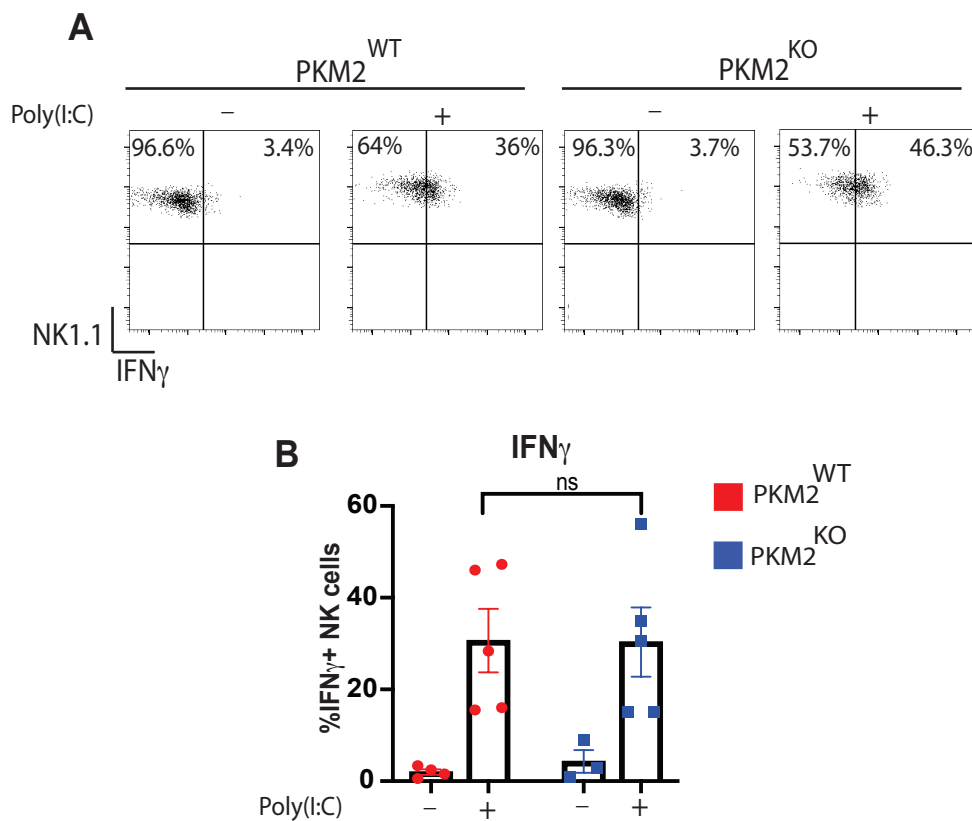 A
PKM2WT PKM2KO
Poly(I:C) − + − +
96.6% 3.4% 64% 36% 96.3% 3.7% 53.7% 46.3%
NK1.1
IFNγ
B
IFNγ
ns
PKM2WT
PKM2KO
%IFNγ+ NK cells
60
40
20
0
Poly(I:C) − + − +